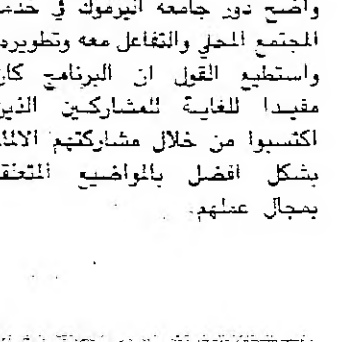 واضح دور جامعة اليرموك في خدمة
المجتمع المحلي والتفاعل معه وتطويره
واستطيع القول ان البرنامج كان
مفيدا للغاية للمشاركين الذين
اكتسبوا من خلال مشاركتهم
بشكل افضل بالمواضيع المتعلقة
بمجال عملهم.